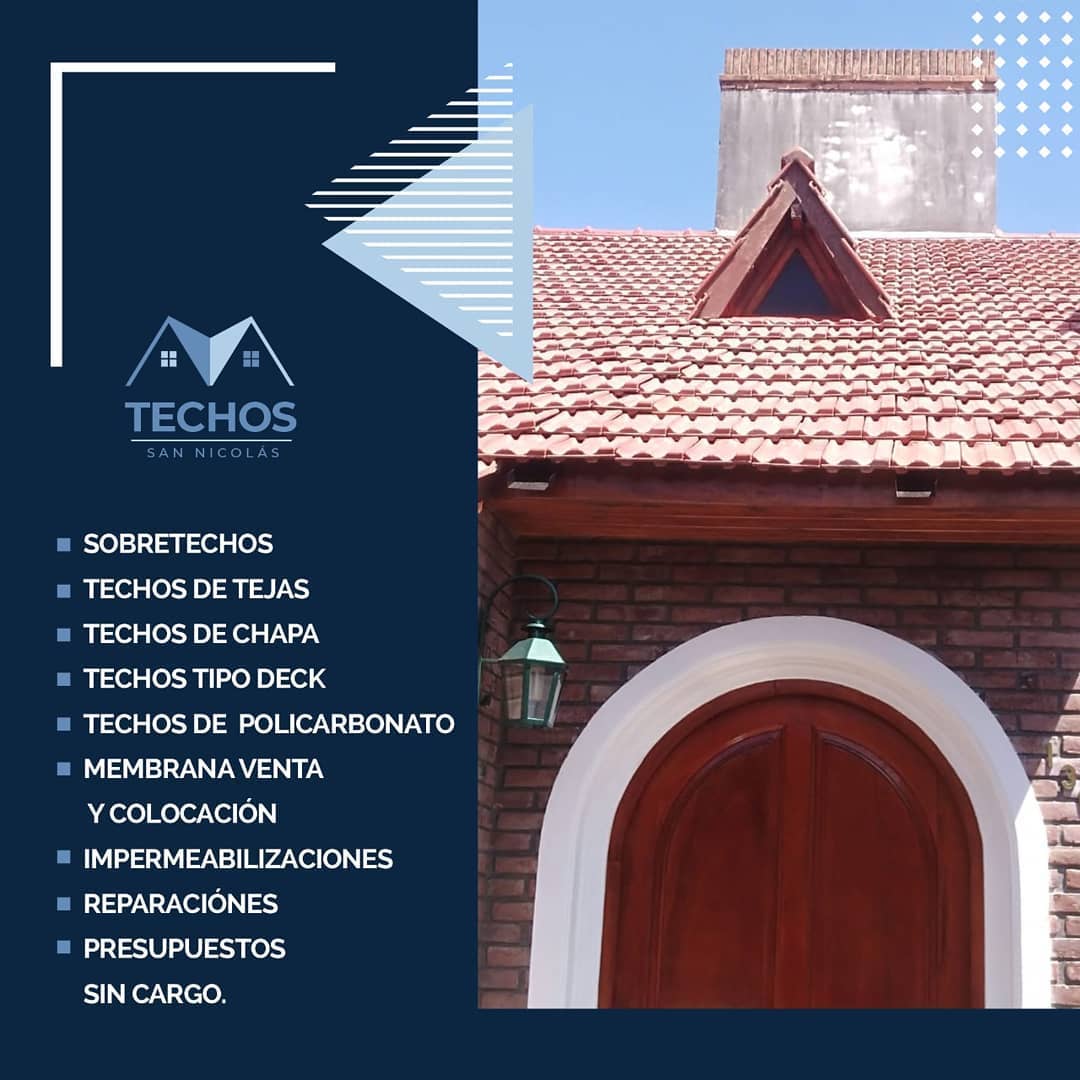 TECHOS
SAN NICOLÁS
SOBRETECHOS
TECHOS DE TEJAS
TECHOS DE CHAPA
TECHOS TIPO DECK
TECHOS DE POLICARBONATO
MEMBRANA VENTA
Y COLOCACIÓN
IMPERMEABILIZACIONES
REPARACIÓNES
PRESUPUESTOS
SIN CARGO.